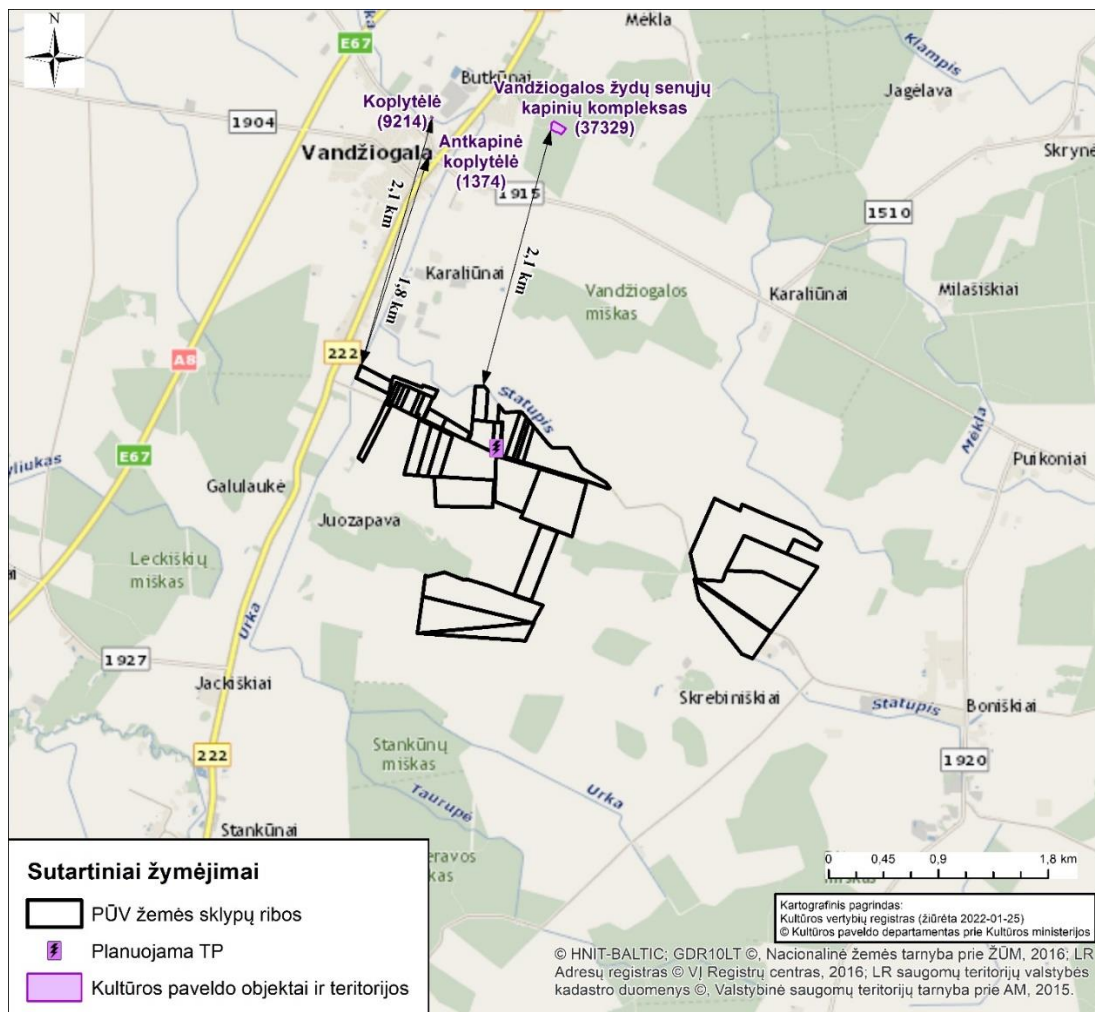 N
E67
Mėkla
Klampis
Butkūnai
Koplytėlė
(9214)
Vandžiogalos žydų senųjų
kapinių kompleksas
(37329)
Jagėlava
1904
Vandžiogala
Antkapinė
koplytėlė
(1374)
Skrynė
1915
1510
2,1 km
1,8 km
2,1 km
Karaliūnai
Vandžiogalos
miškas
Karaliūnai
Milašiškiai
222
A8
Statupis
Mėkla
E67
Puikoniai
yliukas
Galulaukė
Juozapava
Leckiškių
miškas
Urka
1927
Jackiškiai
Skrebiniškiai
Statupis
Boniškiai
Stankūnų
miškas
222
1920
Urka
Taurupė
Stankūnai
eravos
kas
miškas
0 0,45 0,9 1,8 km
Sutartiniai žymėjimai
PŪV žemės sklypų ribos
Planuojama TP
Kultūros paveldo objektai ir teritorijos
Kartografinis pagrindas:
Kultūros vertybių registras (žiūrėta 2022-01-25)
© Kultūros paveldo departamentas prie Kultūros ministerijos
© HNIT-BALTIC; GDR10LT ©, Nacionalinė žemės tarnyba prie ŽŪM, 2016; LR
Adresų registras © VĮ Registrų centras, 2016; LR saugomų teritorijų valstybės
kadastro duomenys ©, Valstybinė saugomų teritorijų tarnyba prie AM, 2015.